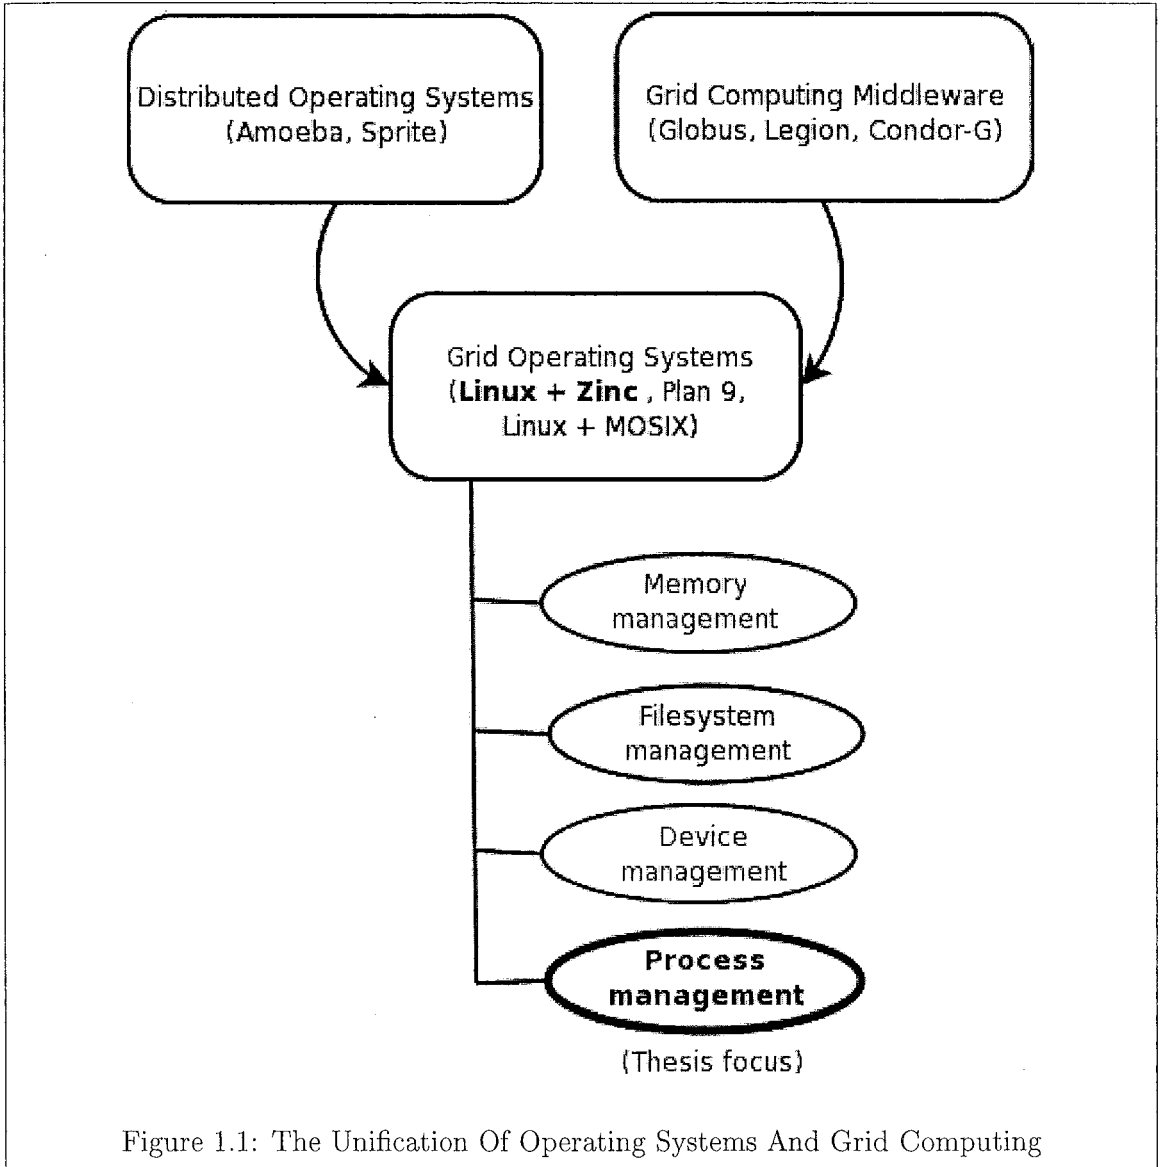 Distributed Operating Systems
(Amoeba, Sprite)
Grid Computing Middleware
(Globus, Legion, Condor-G)
Grid Operating Systems
(Linux + Zinc , Plan 9,
Linux + MOSIX)
Memory
management
Filesystem
management
Device
management
Process
management
(Thesis focus)
Figure 1.1: The Unification Of Operating Systems And Grid Computing